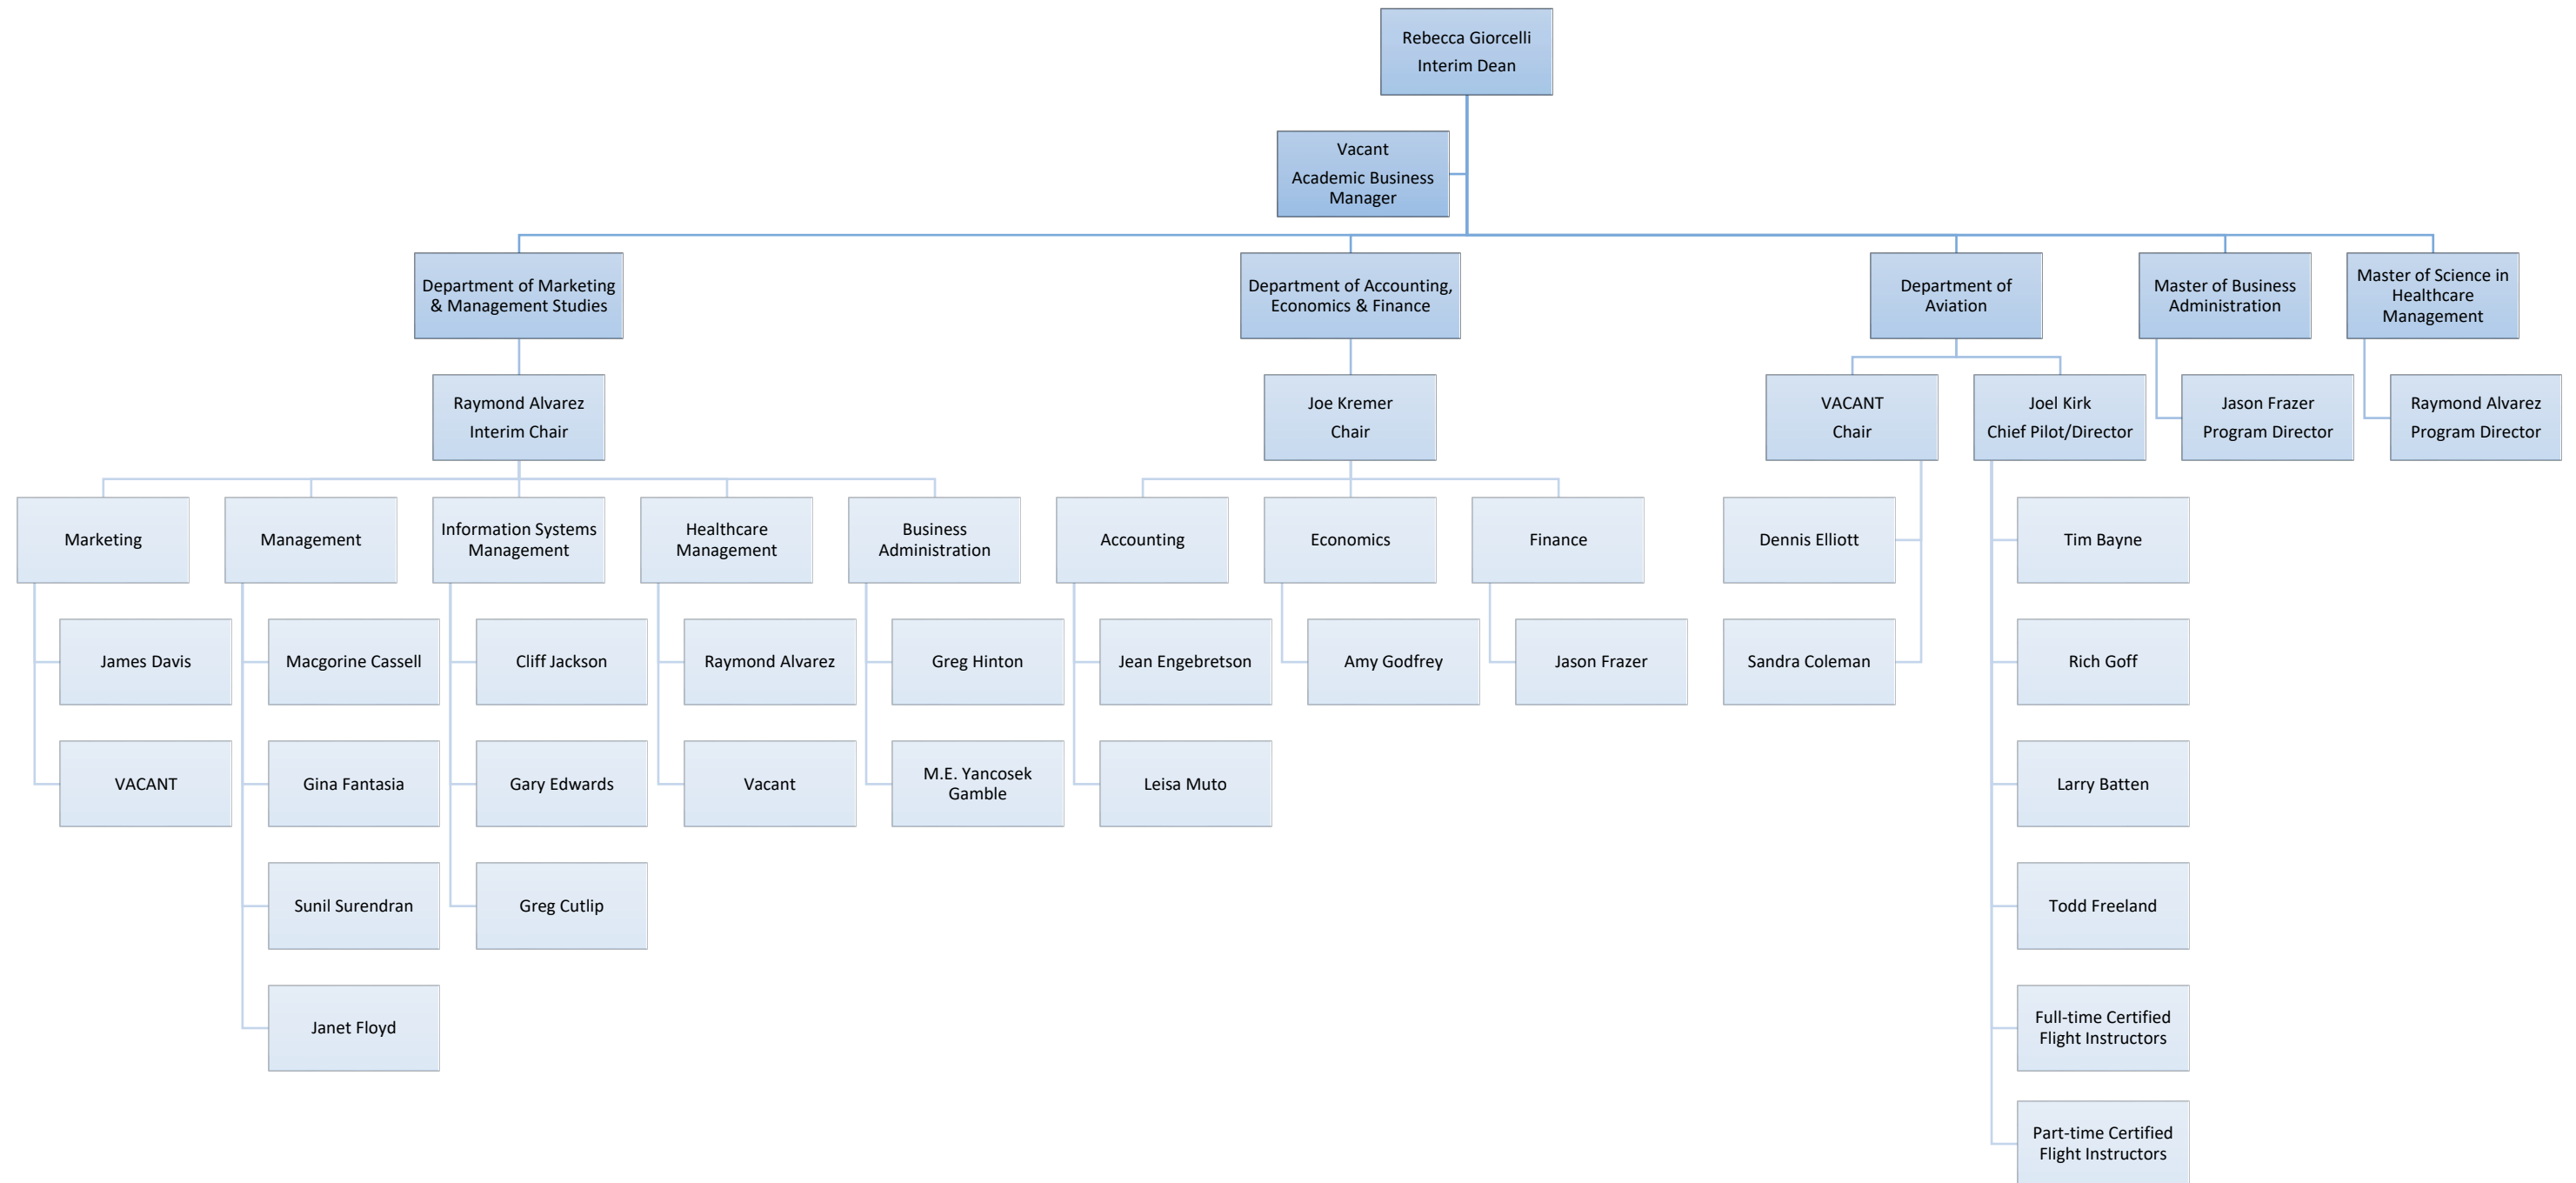 Rebecca Giorcelli
Interim Dean
Vacant
Academic Business
Manager
Department of Marketing
& Management Studies
Department of Accounting,
Economics & Finance
Department of
Aviation
Master of Business
Administration
Master of Science in
Healthcare
Management
Raymond Alvarez
Interim Chair
Joe Kremer
Chair
VACANT
Chair
Joel Kirk
Chief Pilot/Director
Jason Frazer
Program Director
Raymond Alvarez
Program Director
Marketing
Management
Information Systems
Management
Healthcare
Management
Business
Administration
Accounting
Economics
Finance
Dennis Elliott
Tim Bayne
James Davis
Macgorine Cassell
Cliff Jackson
Raymond Alvarez
Greg Hinton
Jean Engebretson
Amy Godfrey
Jason Frazer
Sandra Coleman
Rich Goff
VACANT
Gina Fantasia
Gary Edwards
Vacant
M.E. Yancosek
Gamble
Leisa Muto
Larry Batten
Sunil Surendran
Greg Cutlip
Todd Freeland
Janet Floyd
Full-time Certified
Flight Instructors
Part-time Certified
Flight Instructors